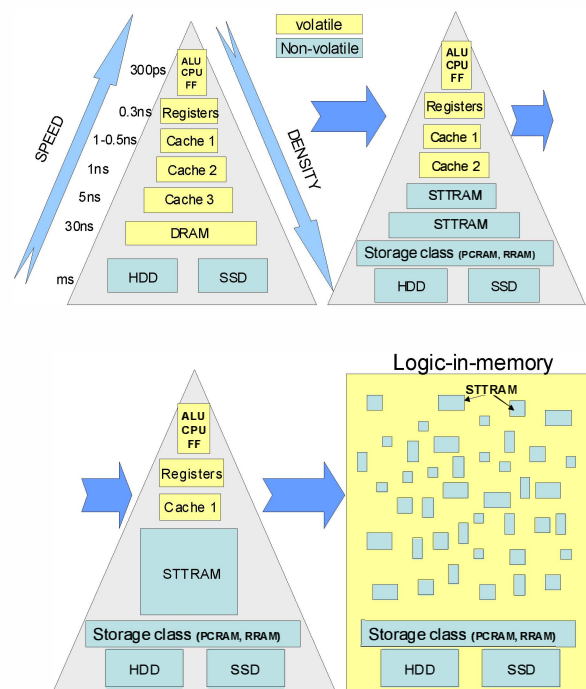 volatile
Non-volatile
SPEED
DENSITY
300ps
0.3ns
1-0.5ns
1ns
5ns
30ns
ms
ALU
CPU
FF
Registers
Cache 1
Cache 2
Cache 3
DRAM
HDD
SSD
ALU
CPU
FF
Registers
Cache 1
Cache 2
STTRAM
STTRAM
Storage class (PCRAM, RRAM)
HDD
SSD
ALU
CPU
FF
Registers
Cache 1
STTRAM
Storage class (PCRAM, RRAM)
HDD
SSD
Logic-in-memory
STTRAM
Storage class (PCRAM, RRAM)
HDD
SSD